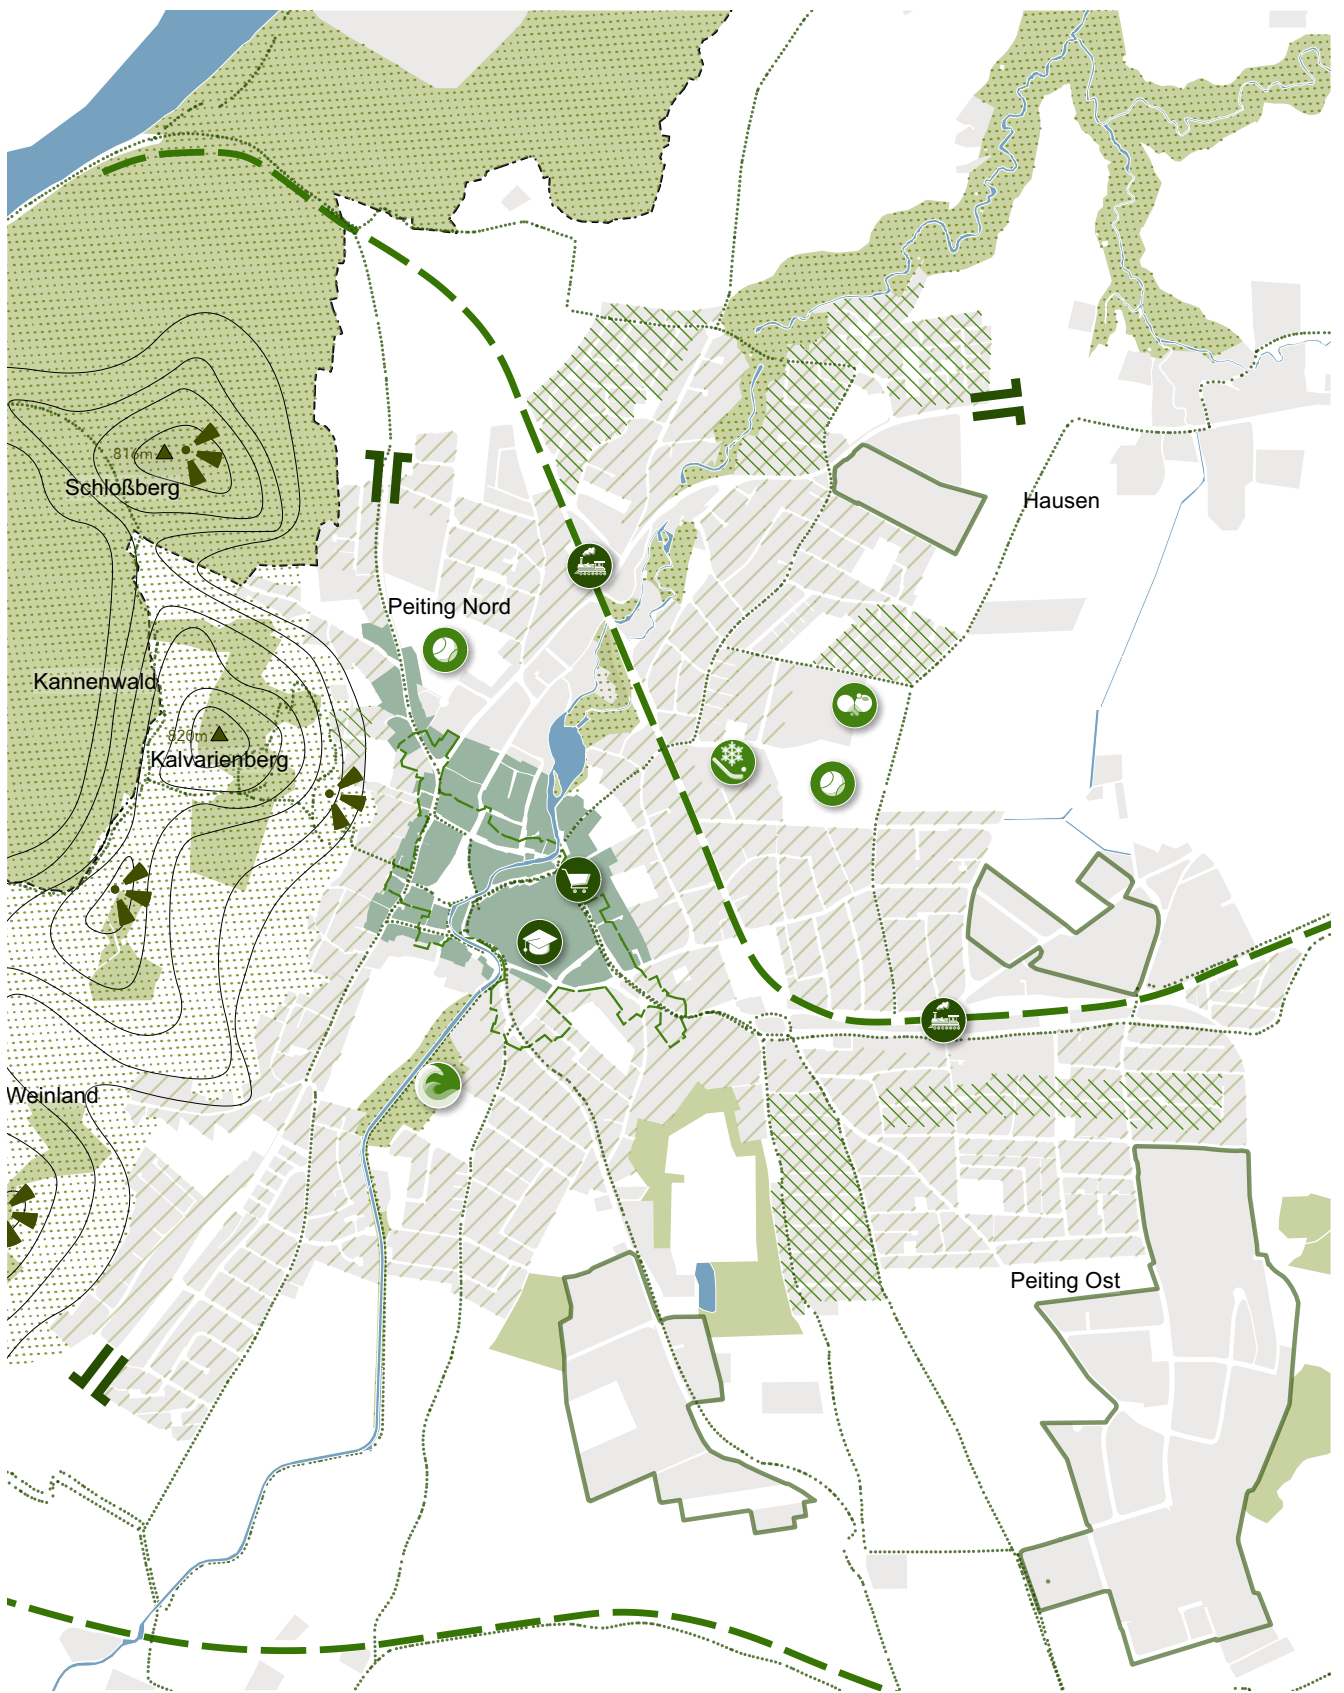 816m
Schloßberg
Hausen
Peiting Nord
Kannenwald
820m
Kalvarienberg
Weinland
Peiting Ost